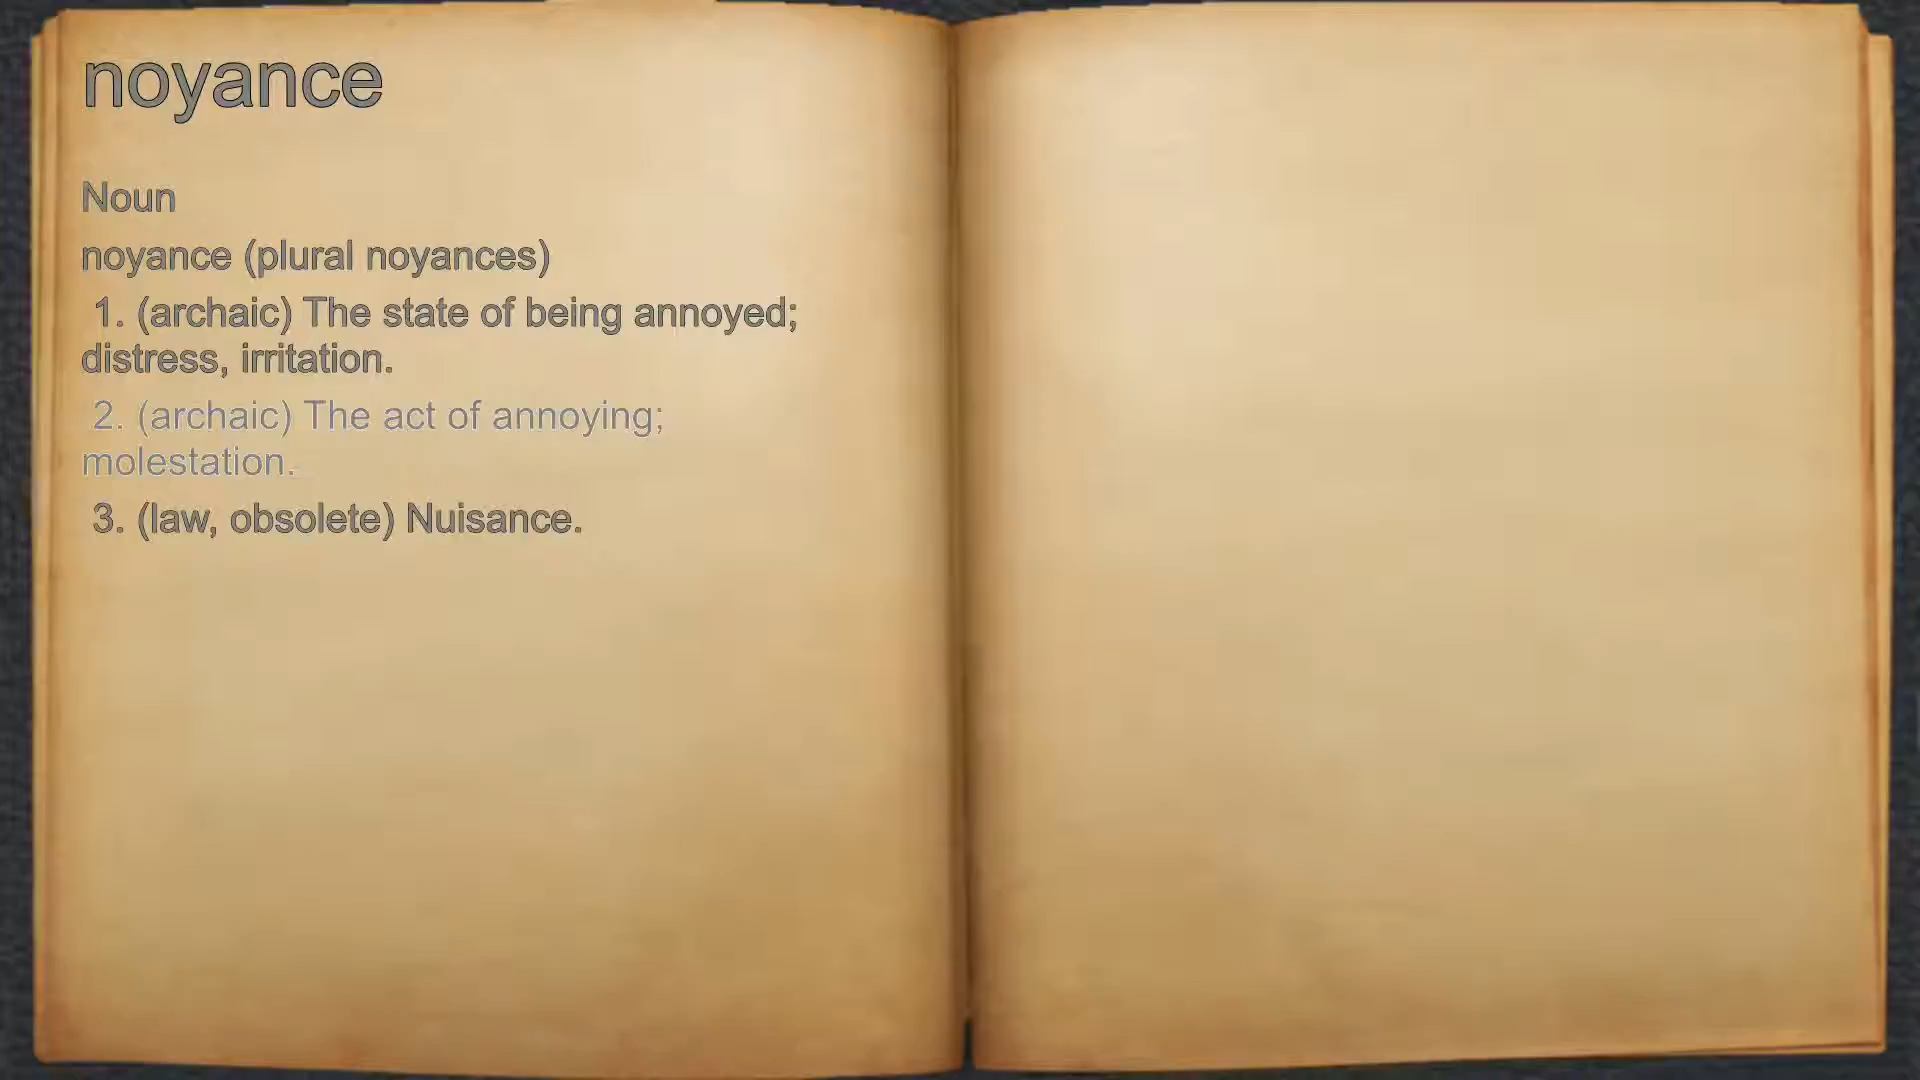 noyance
Noun
noyance (plural noyances)
1. (archaic) The state of being annoyed;
distress, irritation.
2. (archaic) The act of annoying;
molestation.
3. (law, obsolete) Nuisance.